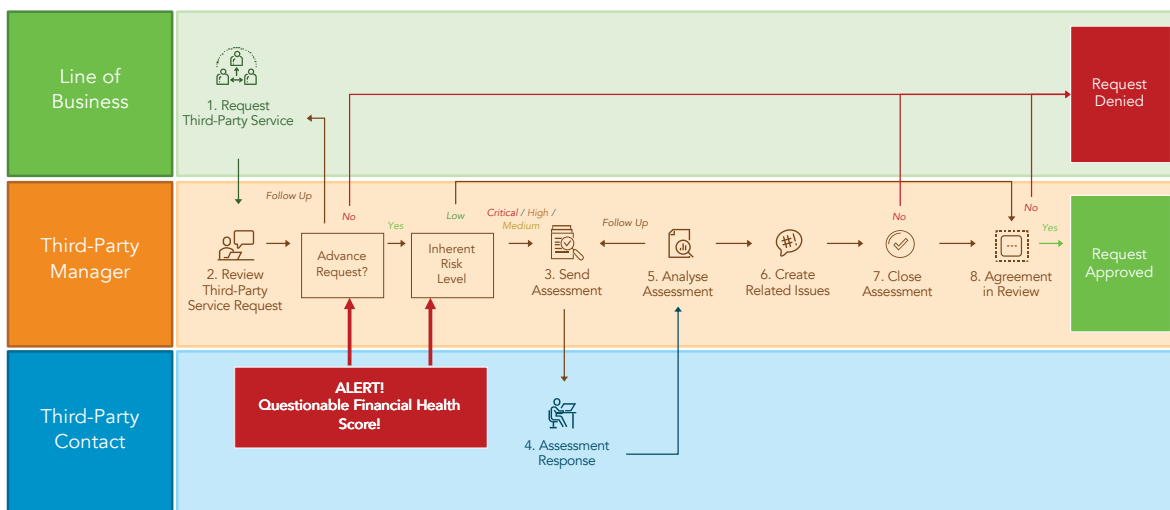 Line of
Business
1. Request
Third-Party Service
Request
Denied
Third-Party
Manager
Follow Up
No
Yes
Low
Critical / High /
Medium
Follow Up
No
No
Yes
2. Review
Third-Party
Service Request
Advance
Request?
Inherent
Risk
Level
3. Send
Assessment
5. Analyse
Assessment
#!
6. Create
Related Issues
7. Close
Assessment
8. Agreement
in Review
Request
Approved
Third-Party
Contact
ALERT!
Questionable Financial Health
Score!
4. Assessment
Response